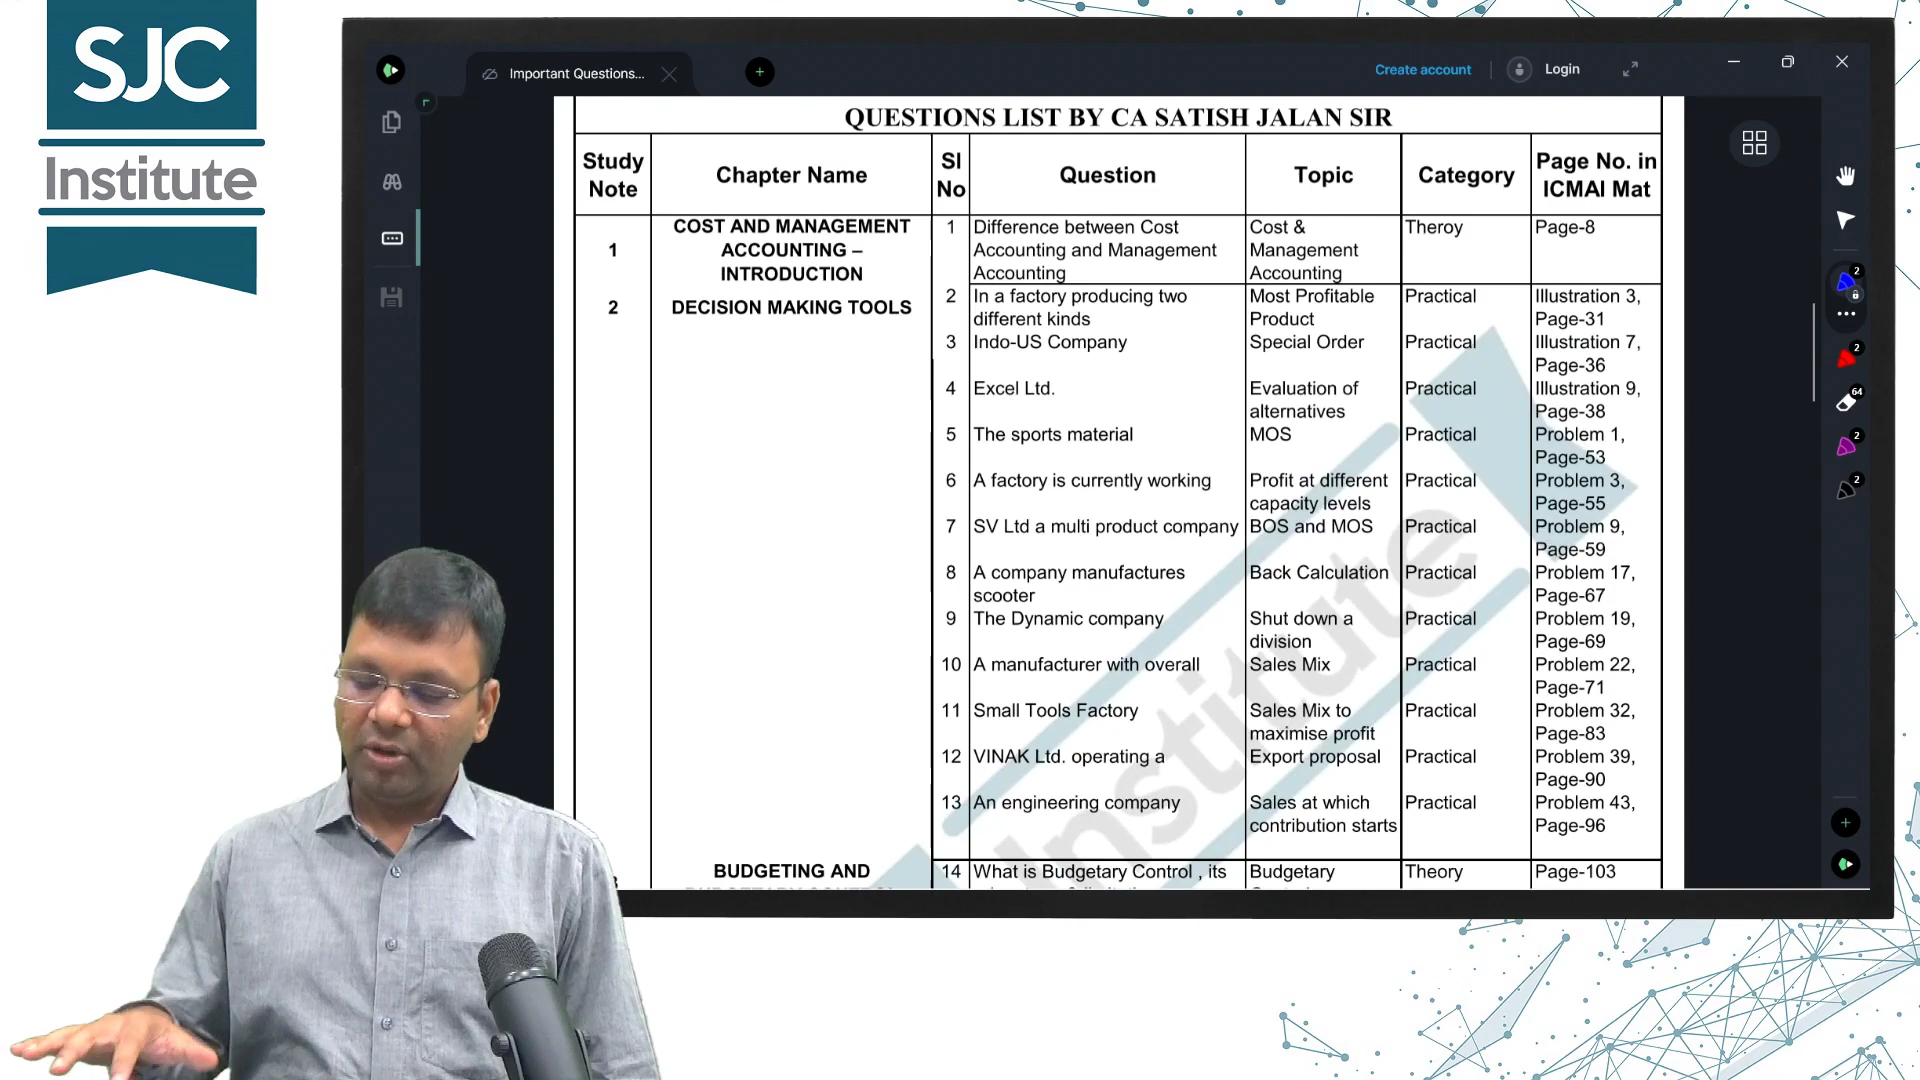 SJC
Institute
Important Questions...
Create account
Login
QUESTIONS LIST BY CA SATISH JALAN SIR
Study Note | Chapter Name | Sl No | Question | Topic | Category | Page No. in ICMAI Mat
1 | COST AND MANAGEMENT ACCOUNTING – INTRODUCTION | 1 | Difference between Cost Accounting and Management Accounting | Cost & Management Accounting | Theroy | Page-8
2 | DECISION MAKING TOOLS | 2 | In a factory producing two different kinds | Most Profitable Product | Practical | Illustration 3, Page-31
3 | Indo-US Company | Special Order | Practical | Illustration 7, Page-36
4 | Excel Ltd. | Evaluation of alternatives | Practical | Illustration 9, Page-38
5 | The sports material | MOS | Practical | Problem 1, Page-53
6 | A factory is currently working | Profit at different capacity levels | Practical | Problem 3, Page-55
7 | SV Ltd a multi product company | BOS and MOS | Practical | Problem 9, Page-59
8 | A company manufactures scooter | Back Calculation | Practical | Problem 17, Page-67
9 | The Dynamic company | Shut down a division | Practical | Problem 19, Page-69
10 | A manufacturer with overall | Sales Mix | Practical | Problem 22, Page-71
11 | Small Tools Factory | Sales Mix to maximise profit | Practical | Problem 32, Page-83
12 | VINAK Ltd. operating a | Export proposal | Practical | Problem 39, Page-90
13 | An engineering company | Sales at which contribution starts | Practical | Problem 43, Page-96
BUDGETING AND | 14 | What is Budgetary Control , its | Budgetary | Theory | Page-103
Institute
2
2
64
2
2